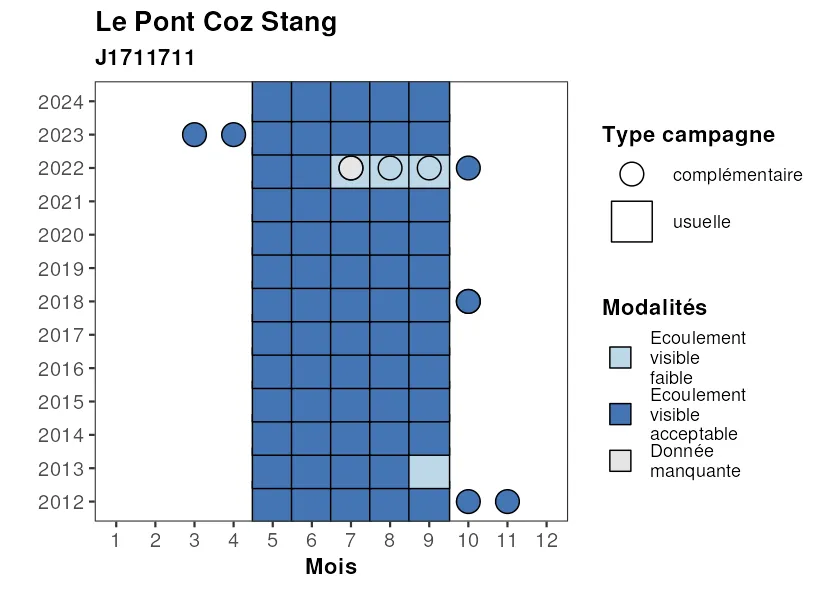 Le Pont Coz Stang
J1711711
2024
2023
2022
2021
2020
2019
2018
2017
2016
2015
2014
2013
2012
1 2 3 4 5 6 7 8 9 10 11 12
Mois
Type campagne
complémentaire
usuelle
Modalités
Ecoulement
visible
faible
Ecoulement
visible
acceptable
Donnée
manquante